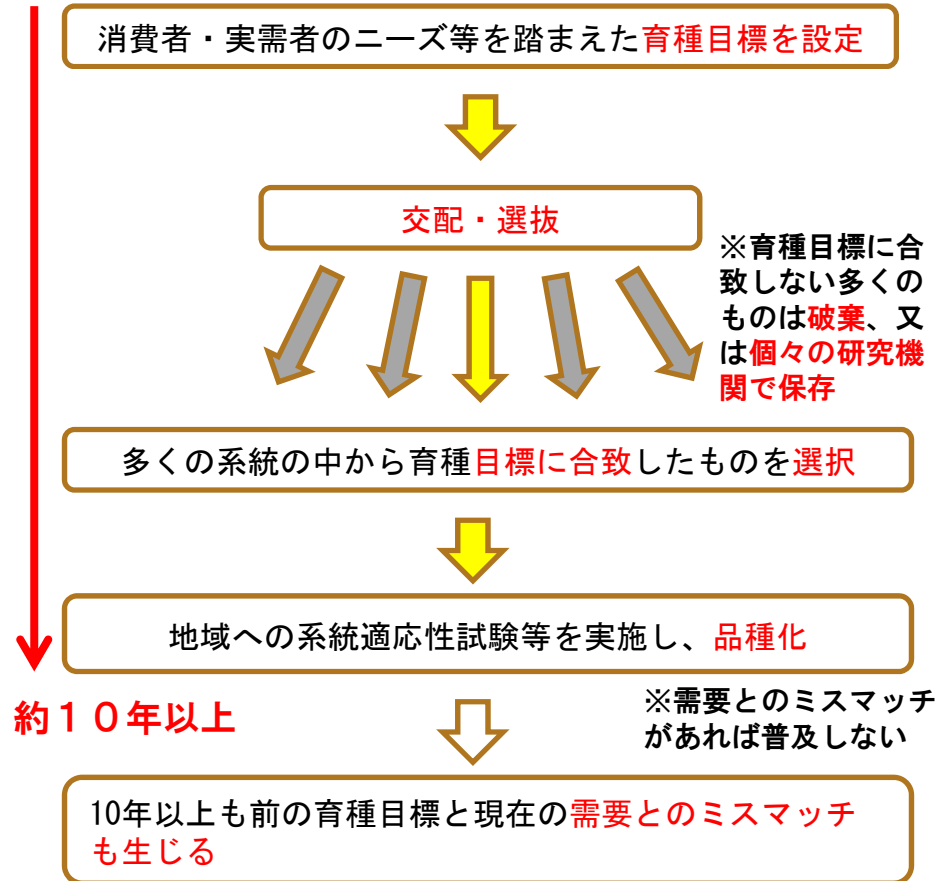 消費者・実需者のニーズ等を踏まえた育種目標を設定
交配・選抜
※育種目標に合
致しない多くの
ものは破棄、又
は個々の研究機
関で保存
多くの系統の中から育種目標に合致したものを選択
地域への系統適応性試験等を実施し、品種化
約１０年以上
※需要とのミスマッチ
があれば普及しない
10年以上も前の育種目標と現在の需要とのミスマッチ
も生じる